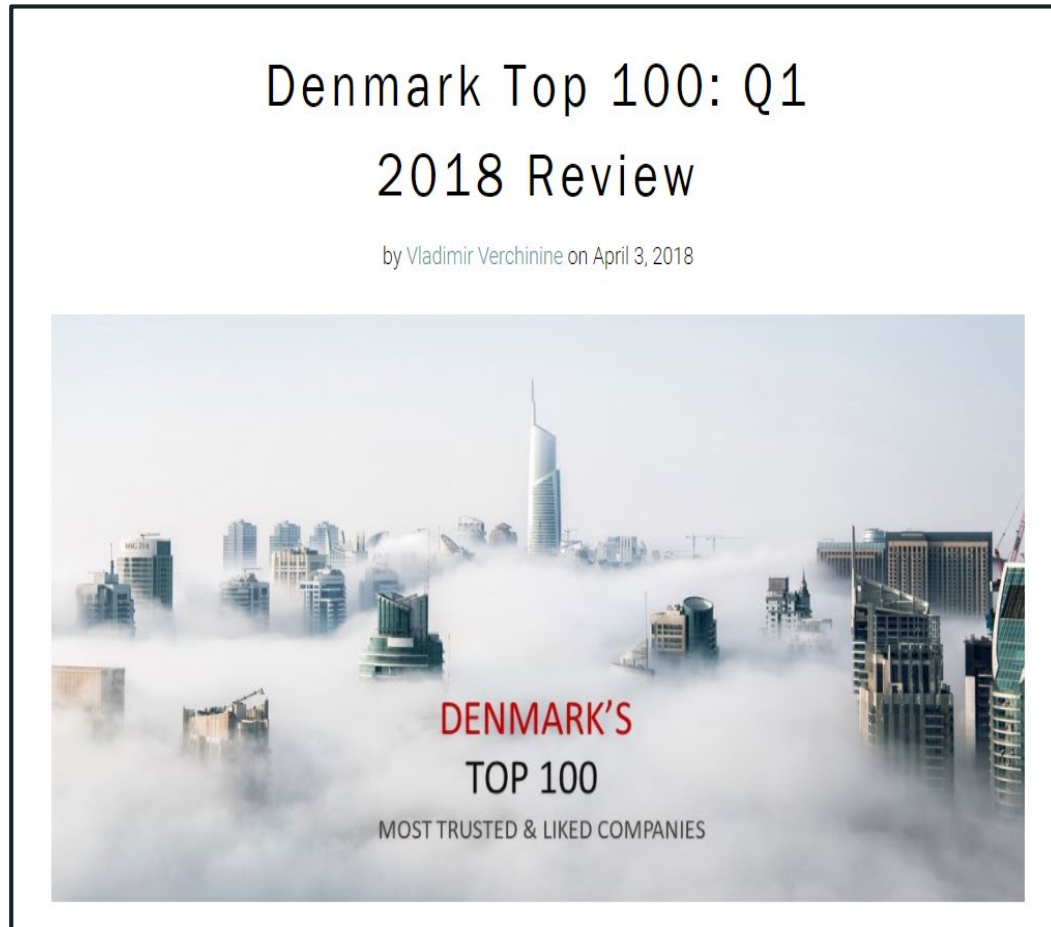 Denmark Top 100: Q1
2018 Review
by Vladimir Verchinine on April 3, 2018
DENMARK'S
TOP 100
MOST TRUSTED & LIKED COMPANIES